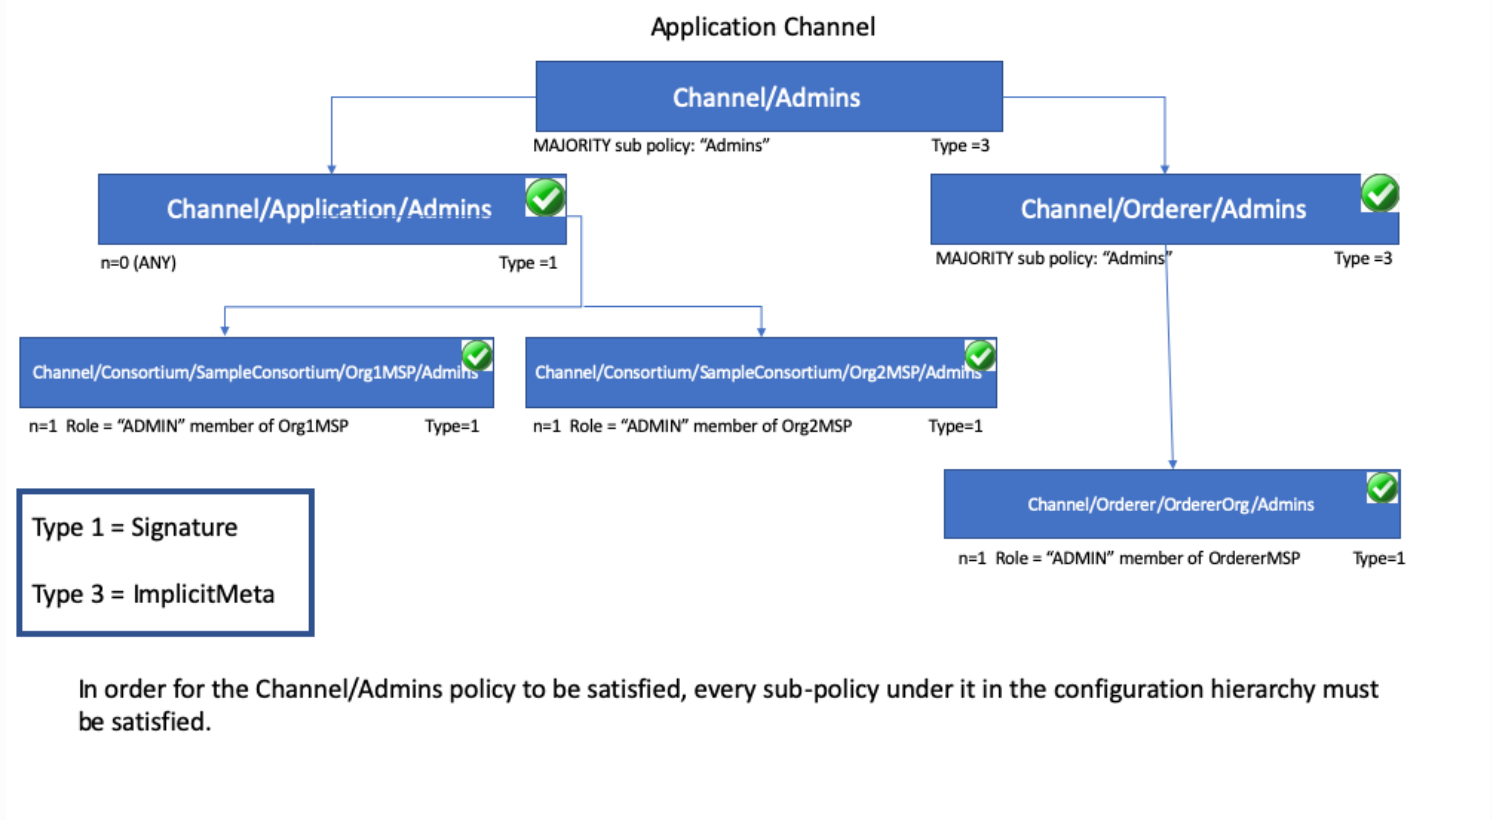 Application Channel
Channel/Admins
MAJORITY sub policy: “Admins” Type =3
Channel/Application/Admins
n=0 (ANY) Type =1
Channel/Orderer/Admins
MAJORITY sub policy: “Admins” Type =3
Channel/Consortium/SampleConsortium/Org1MSP/Admins
n=1 Role = “ADMIN” member of Org1MSP Type=1
Channel/Consortium/SampleConsortium/Org2MSP/Admins
n=1 Role = “ADMIN” member of Org2MSP Type=1
Channel/Orderer/OrdererOrg/Admins
n=1 Role = “ADMIN” member of OrdererMSP Type=1
Type 1 = Signature
Type 3 = ImplicitMeta
In order for the Channel/Admins policy to be satisfied, every sub-policy under it in the configuration hierarchy must
be satisfied.